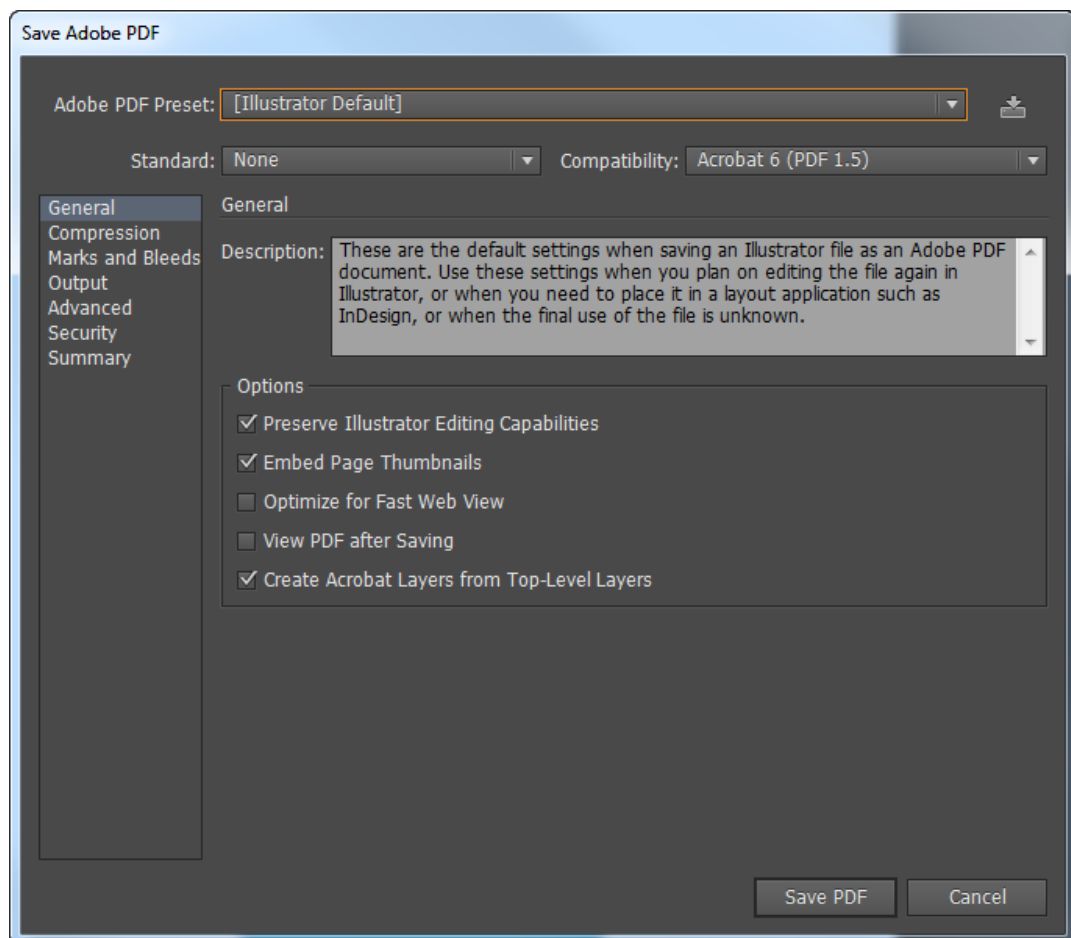 Save Adobe PDF
Adobe PDF Preset: [Illustrator Default]
Standard: None Compatibility: Acrobat 6 (PDF 1.5)
General
Compression
Marks and Bleeds
Output
Advanced
Security
Summary
General
Description: These are the default settings when saving an Illustrator file as an Adobe PDF
document. Use these settings when you plan on editing the file again in
Illustrator, or when you need to place it in a layout application such as
InDesign, or when the final use of the file is unknown.
Options
Preserve Illustrator Editing Capabilities
Embed Page Thumbnails
Optimize for Fast Web View
View PDF after Saving
Create Acrobat Layers from Top-Level Layers
Save PDF Cancel